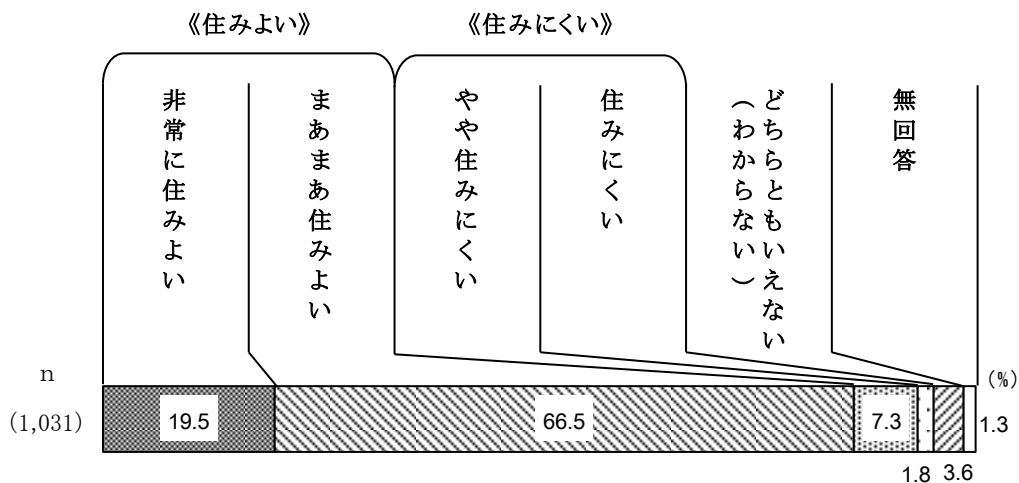 《住みよい》
《住みにくい》
非常に住みよい
まあまあ住みよい
やや住みにくい
住みにくい
どちらともいえない
（わからない）
無回答
n
(1,031)
(%)
19.5
66.5
7.3
1.3
1.8
3.6